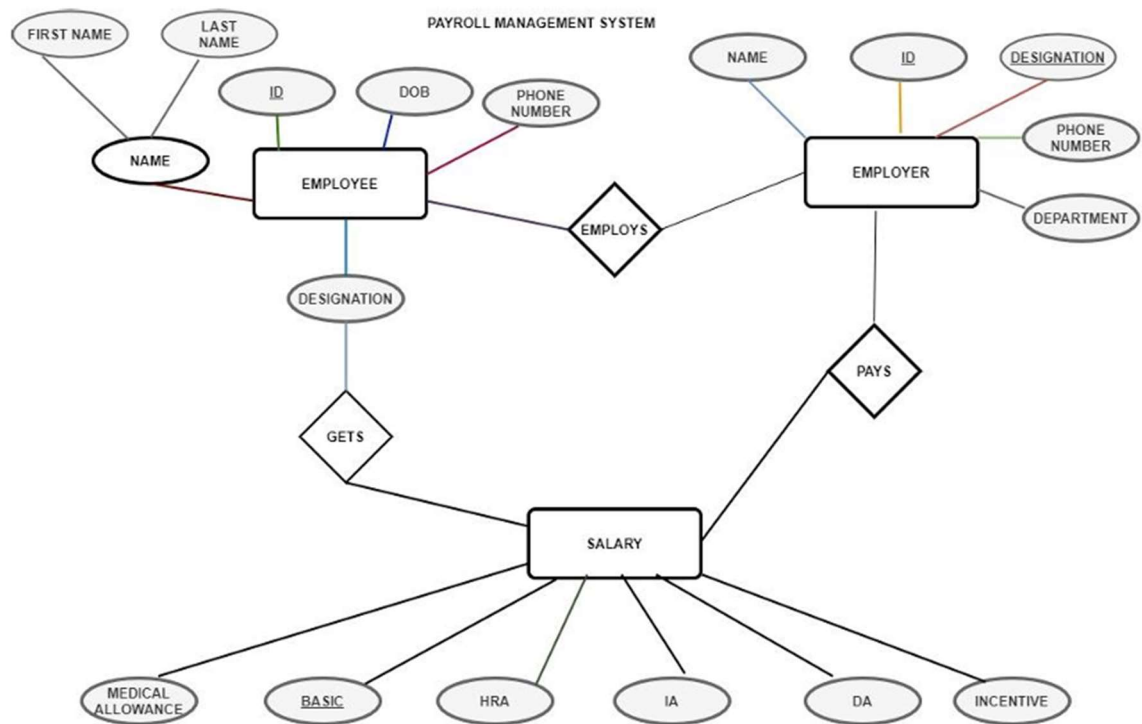 PAYROLL MANAGEMENT SYSTEM
FIRST NAME
LAST
NAME
ID
DOB
PHONE
NUMBER
NAME
EMPLOYEE
NAME
ID
DESIGNATION
PHONE
NUMBER
EMPLOYER
DEPARTMENT
EMPLOYS
DESIGNATION
PAYS
GETS
SALARY
MEDICAL
ALLOWANCE
BASIC
HRA
IA
DA
INCENTIVE